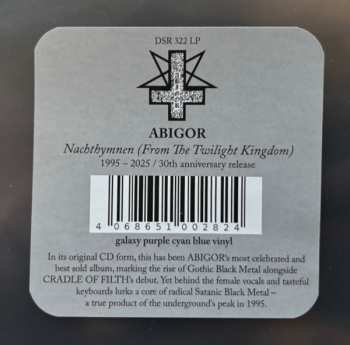 DSR 322 LP
ABIGOR
Nachthymnen (From The Twilight Kingdom)
1995 – 2025 / 30th anniversary release
4 068651 002824
galaxy purple cyan blue vinyl
In its original CD form, this has been ABIGOR's most celebrated and
best sold album, marking the rise of Gothic Black Metal alongside
CRADLE OF FILTH's debut. Yet behind the female vocals and tasteful
keyboards lurks a core of radical Satanic Black Metal –
a true product of the underground's peak in 1995.